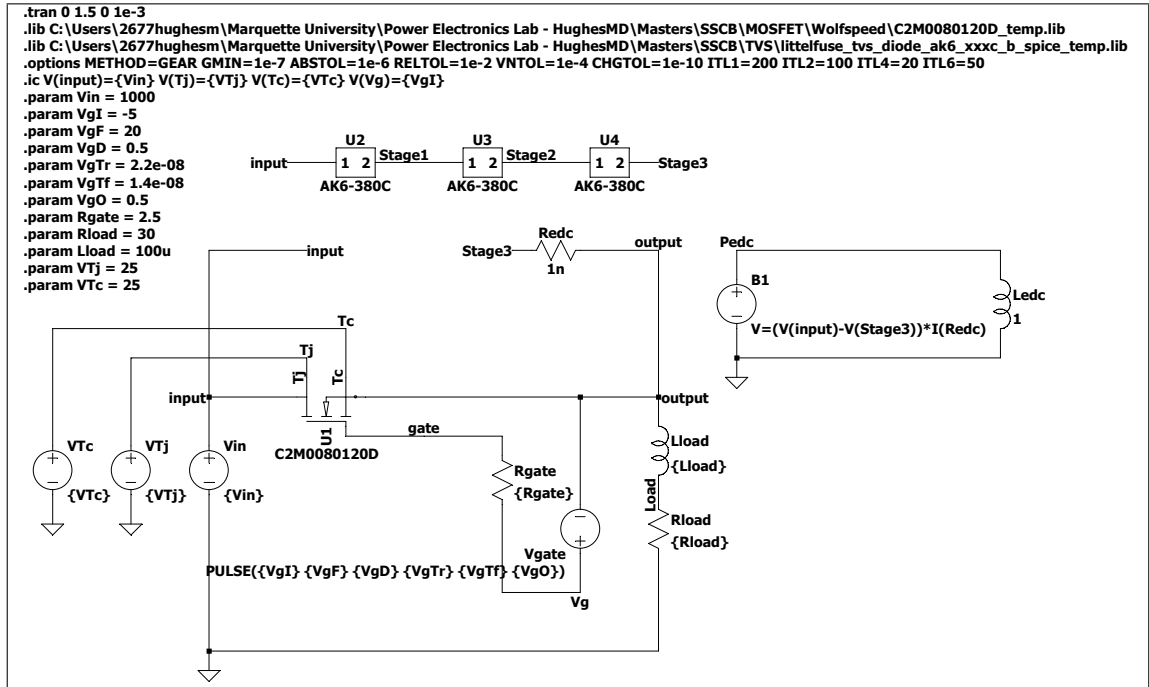 .tran 0 1.5 0 1e-3
.lib C:\Users\2677hughesm\Marquette University\Power Electronics Lab - HughesMD\Masters\SSCB\MOSFET\Wolfspeed\C2M0080120D_temp.lib
.lib C:\Users\2677hughesm\Marquette University\Power Electronics Lab - HughesMD\Masters\SSCB\TVS\littelfuse_tvs_diode_ak6_xxxc_b_spice_temp.lib
.options METHOD=GEAR GMIN=1e-7 ABSTOL=1e-6 RELTOL=1e-2 VNTOL=1e-4 CHGTOL=1e-10 ITL1=200 ITL2=100 ITL4=20 ITL6=50
.ic V(input)={Vin} V(Tj)={VTj} V(Tc)={VTc} V(Vg)={VgI}
.param Vin = 1000
.param VgI = -5
.param VgF = 20
.param VgD = 0.5
.param VgTr = 2.2e-08
.param VgTf = 1.4e-08
.param VgO = 0.5
.param Rgate = 2.5
.param Rload = 30
.param Lload = 100u
.param VTj = 25
.param VTc = 25
U2 U3 U4
input 1 2 Stage1 1 2 Stage2 1 2 Stage3
AK6-380C AK6-380C AK6-380C
input
Stage3 Redc output
1n
Pedc
B1
Ledc
1
V=(V(input)-V(Stage3))*I(Redc)
Tc
Tj
Tj
Tc
input
output
U1
gate
C2M0080120D
VTc VTj Vin
{VTc} {VTj} {Vin}
Rgate
{Rgate}
Lload
{Lload}
Load
Rload
{Rload}
Vgate
PULSE({VgI} {VgF} {VgD} {VgTr} {VgTf} {VgO})
Vg